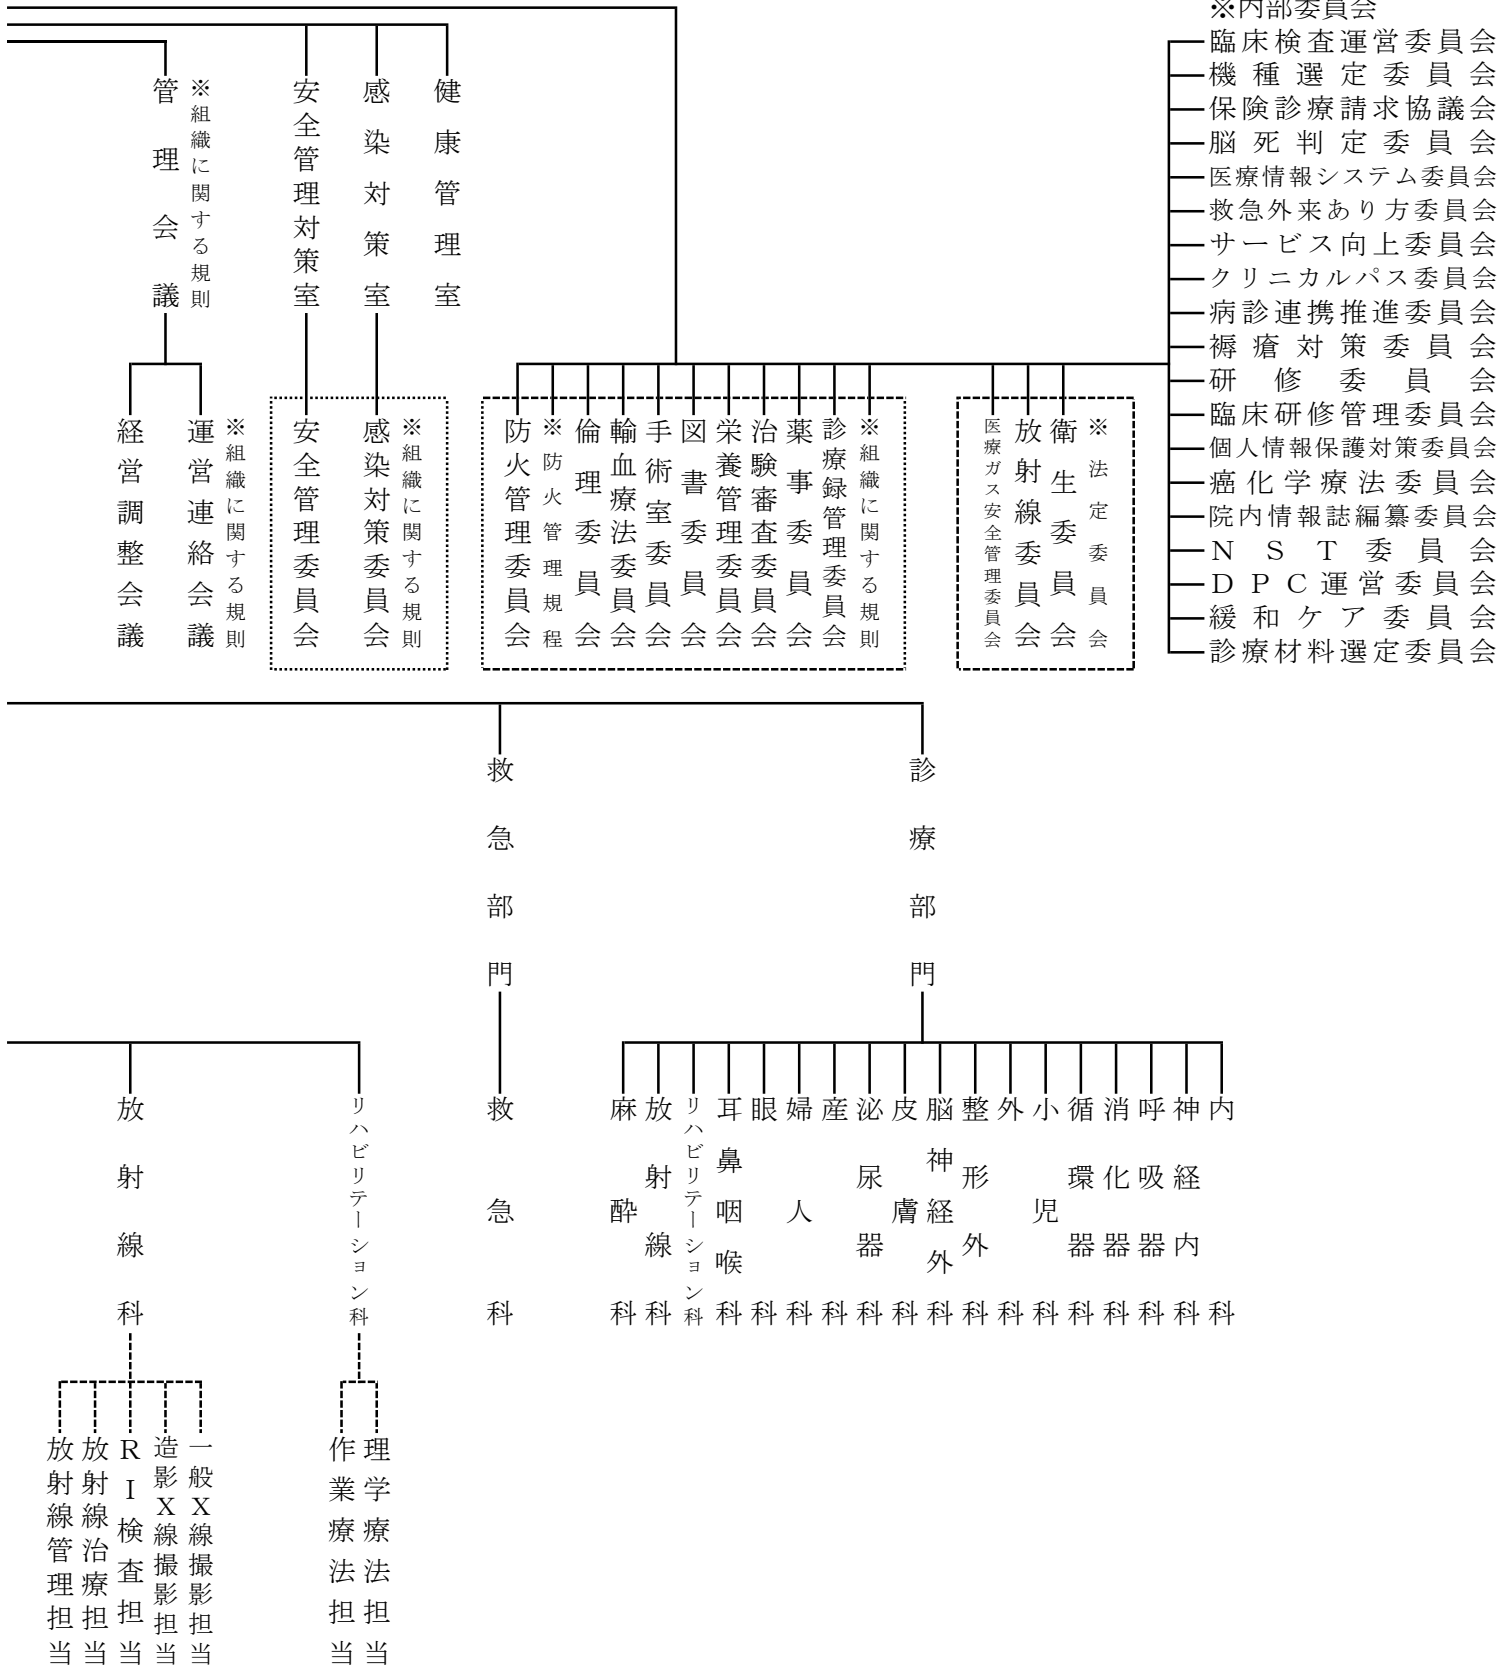 ※内部委員会
臨床検査運営委員会
機種選定委員会
保険診療請求協議会
脳死判定委員会
医療情報システム委員会
救急外来あり方委員会
サービス向上委員会
クリニカルパス委員会
病診連携推進委員会
褥瘡対策委員会
研修委員会
臨床研修管理委員会
個人情報保護対策委員会
癌化学療法委員会
院内情報誌編纂委員会
ＮＳＴ委員会
ＤＰＣ運営委員会
緩和ケア委員会
診療材料選定委員会
健康管理室
感染対策室
安全管理対策室
※組織に関する規則
管理会議
※法定委員会
衛生委員会
放射線委員会
医療ガス安全管理委員会
※組織に関する規則
診療録管理委員会
薬事委員会
治験審査委員会
栄養管理委員会
図書委員会
手術室委員会
輸血療法委員会
倫理委員会
※防火管理規程
防火管理委員会
※組織に関する規則
感染対策委員会
安全管理委員会
※組織に関する規則
運営連絡会議
経営調整会議
診療部門
救急部門
内科
神経内科
呼吸器科
消化器科
循環器科
小児科
外科
整形外科
脳神経外科
皮膚科
泌尿器科
産科
婦人科
眼科
耳鼻咽喉科
リハビリテーション科
放射線科
麻酔科
救急科
リハビリテーション科
放射線科
理学療法担当
作業療法担当
一般Ｘ線撮影担当
造影Ｘ線撮影担当
ＲＩ検査担当
放射線治療担当
放射線管理担当